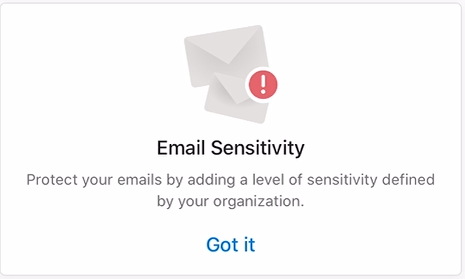 Email Sensitivity
Protect your emails by adding a level of sensitivity defined
by your organization.
Got it